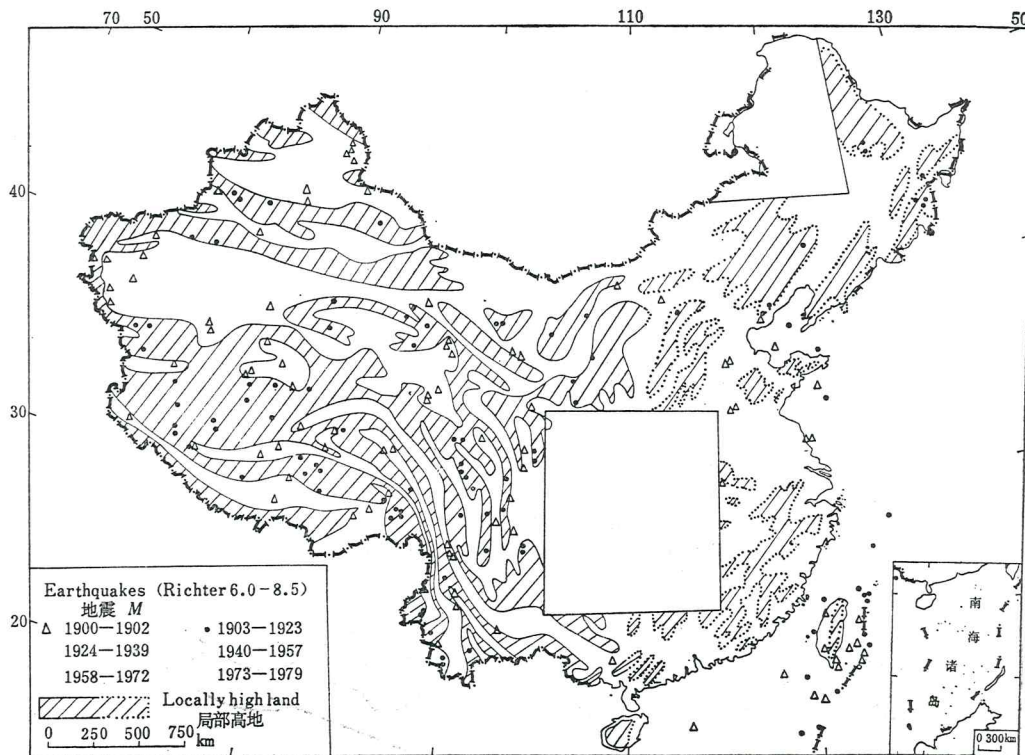 70 50 90 110 130 50
40
30
20
Earthquakes (Richter 6.0－8.5)
地震 M
△ 1900—1902 • 1903—1923
1924—1939 1940—1957
1958—1972 1973—1979
Locally high land
局部高地
0 250 500 750
km
南
海
诸
岛
0 300km